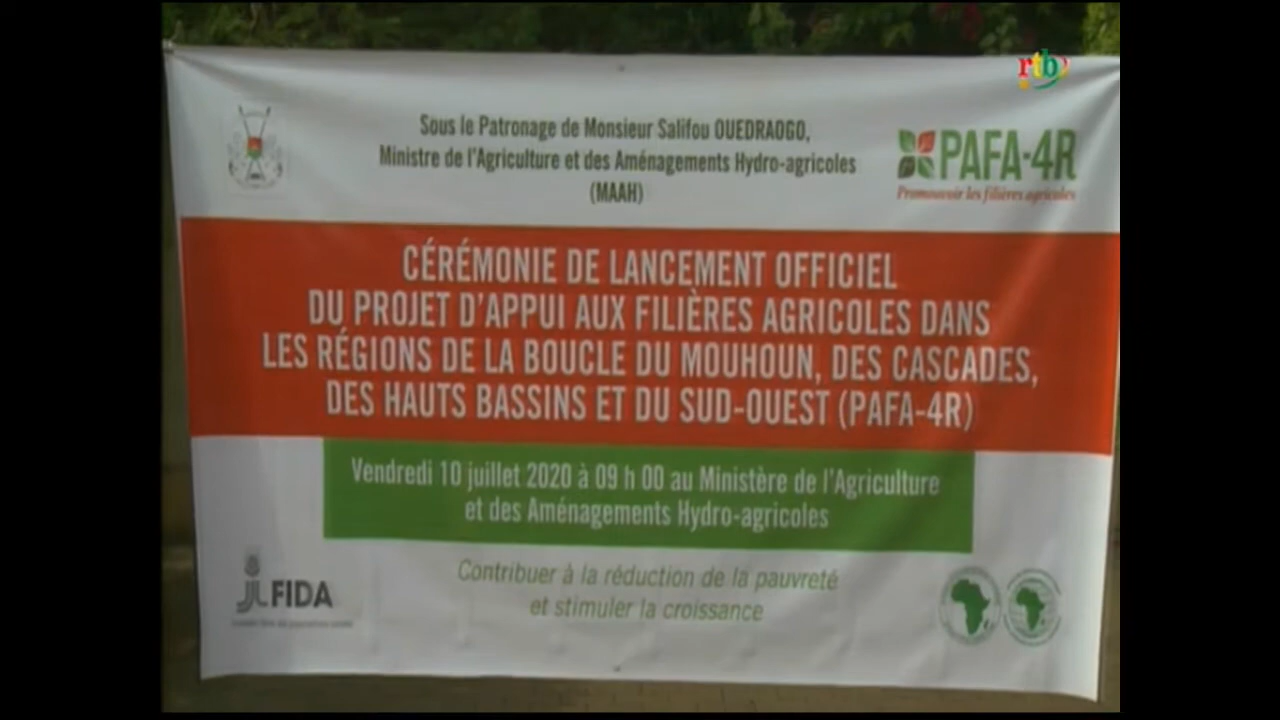 rtb
Sous le Patronage de Monsieur Salifou OUEDRAOGO,
Ministre de l'Agriculture et des Aménagements Hydro-agricoles
(MAAH)
PAFA-4R
Promouvoir les filières agricoles
CÉRÉMONIE DE LANCEMENT OFFICIEL
DU PROJET D'APPUI AUX FILIÈRES AGRICOLES DANS
LES RÉGIONS DE LA BOUCLE DU MOUHOUN, DES CASCADES,
DES HAUTS BASSINS ET DU SUD-OUEST (PAFA-4R)
Vendredi 10 juillet 2020 à 09 h 00 au Ministère de l'Agriculture
et des Aménagements Hydro-agricoles
Contribuer à la réduction de la pauvreté
et stimuler la croissance
FIDA